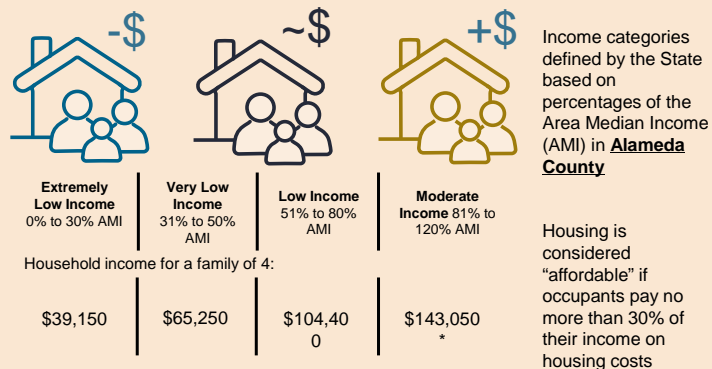 -$
~$
+$
Extremely
Low Income
0% to 30% AMI
Very Low
Income
31% to 50%
AMI
Low Income
51% to 80%
AMI
Moderate
Income 81% to
120% AMI
Household income for a family of 4:
$39,150
$65,250
$104,40
0
$143,050
*
Income categories
defined by the State
based on
percentages of the
Area Median Income
(AMI) in Alameda
County
Housing is
considered
“affordable” if
occupants pay no
more than 30% of
their income on
housing costs